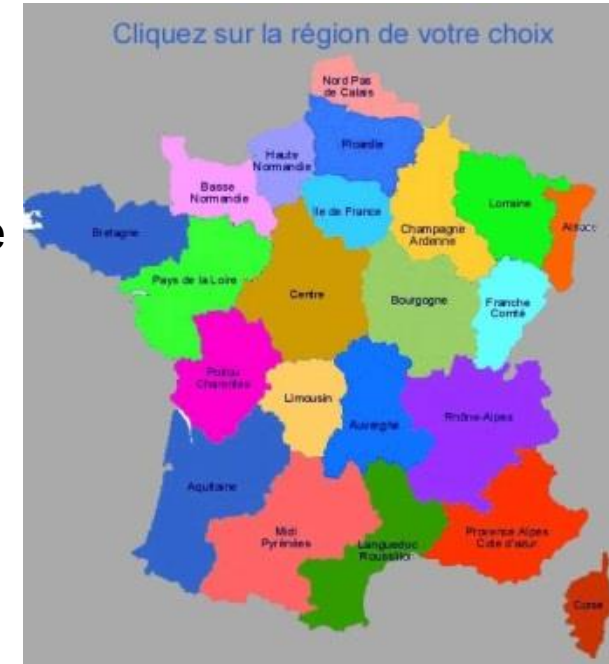 Cliquez sur la région de votre choix
Nord Pas
de Calais
Picardie
Haute
Normandie
Basse
Normandie
Ile de France
Champagne
Ardenne
Lorraine
Alsace
Bretagne
Pays de la Loire
Centre
Bourgogne
Franche
Comté
Poitou
Charentes
Limousin
Auvergne
Rhône-Alpes
Aquitaine
Midi
Pyrénées
Languedoc
Roussillon
Provence Alpes
Cote d'azur
Corse
e